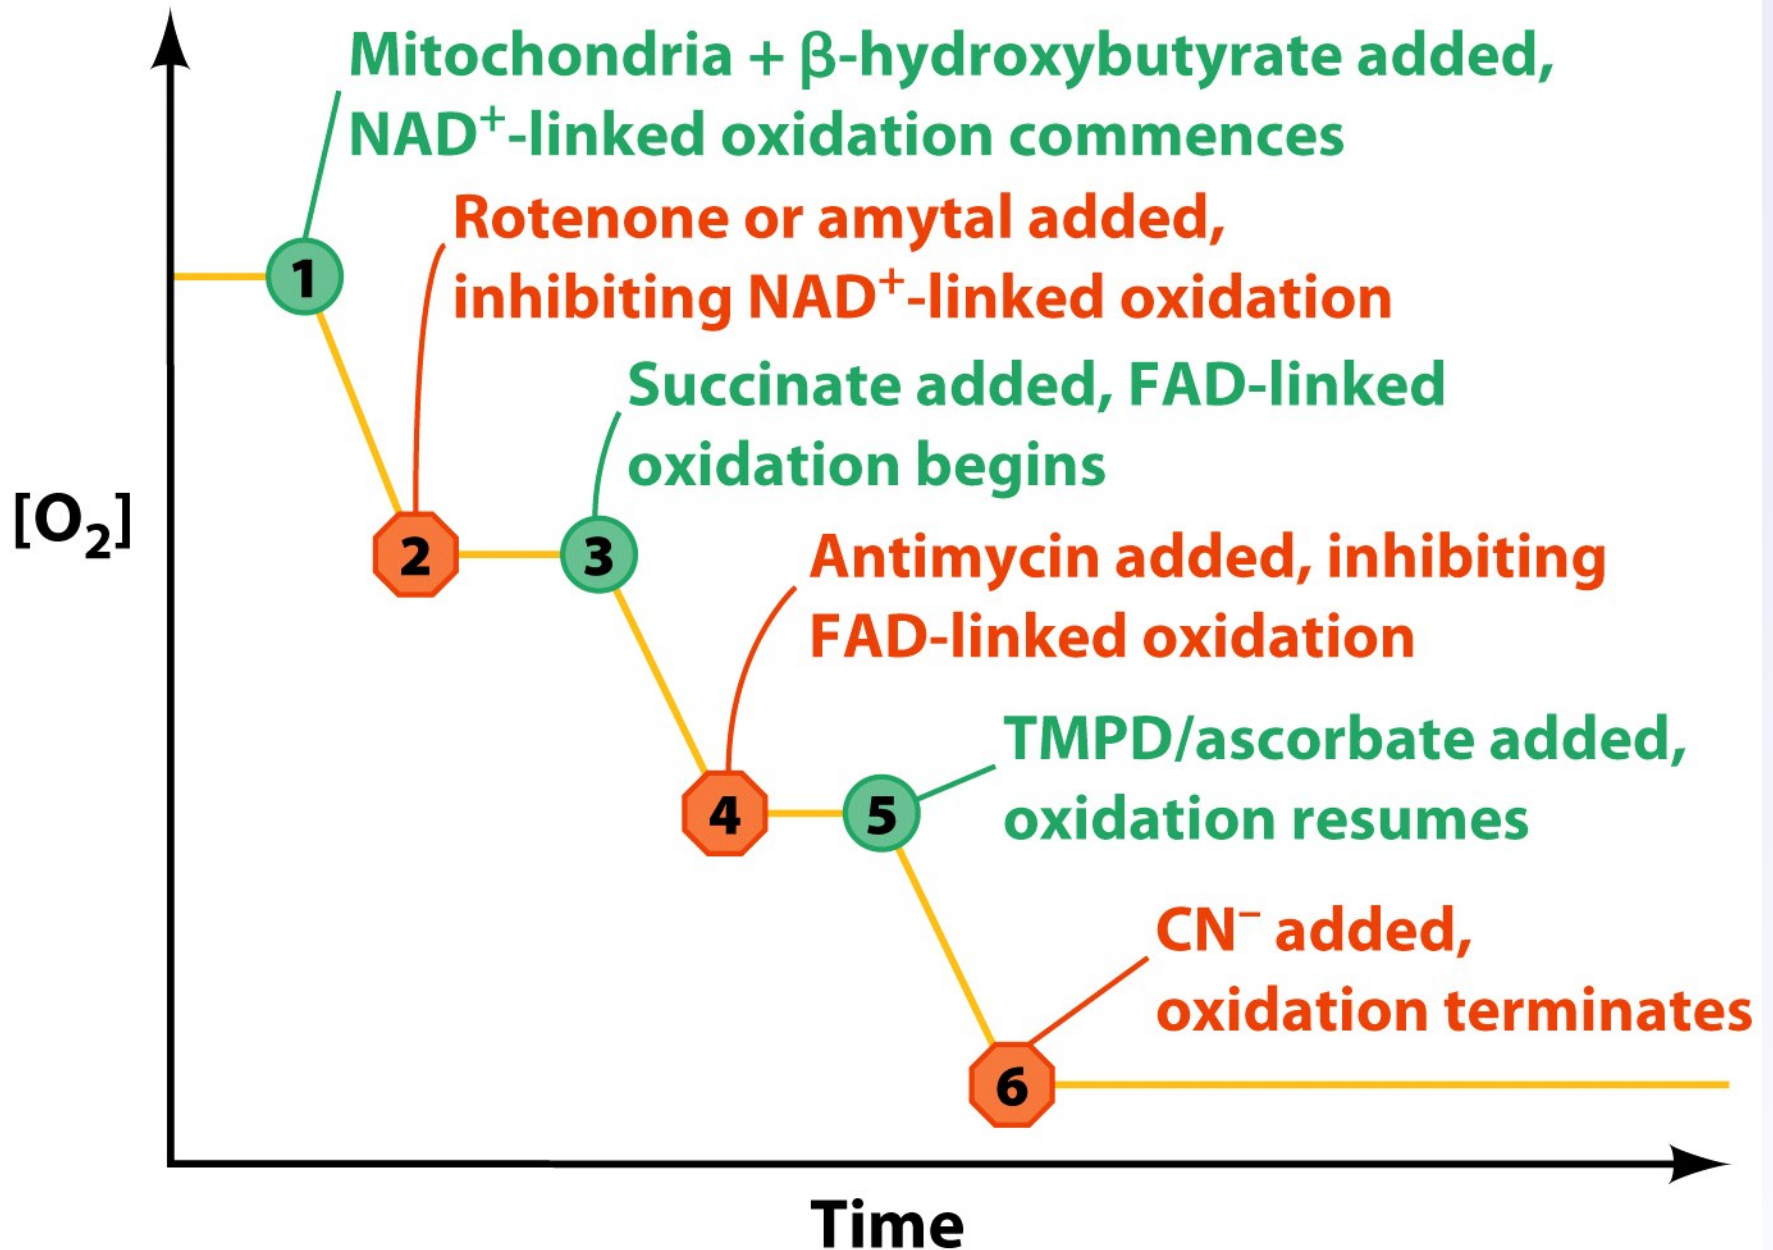 Mitochondria + β-hydroxybutyrate added,
NAD⁺-linked oxidation commences
Rotenone or amytal added,
inhibiting NAD⁺-linked oxidation
1
Succinate added, FAD-linked
oxidation begins
[O₂]
2
3
Antimycin added, inhibiting
FAD-linked oxidation
TMPD/ascorbate added,
oxidation resumes
4
5
CN⁻ added,
oxidation terminates
6
Time